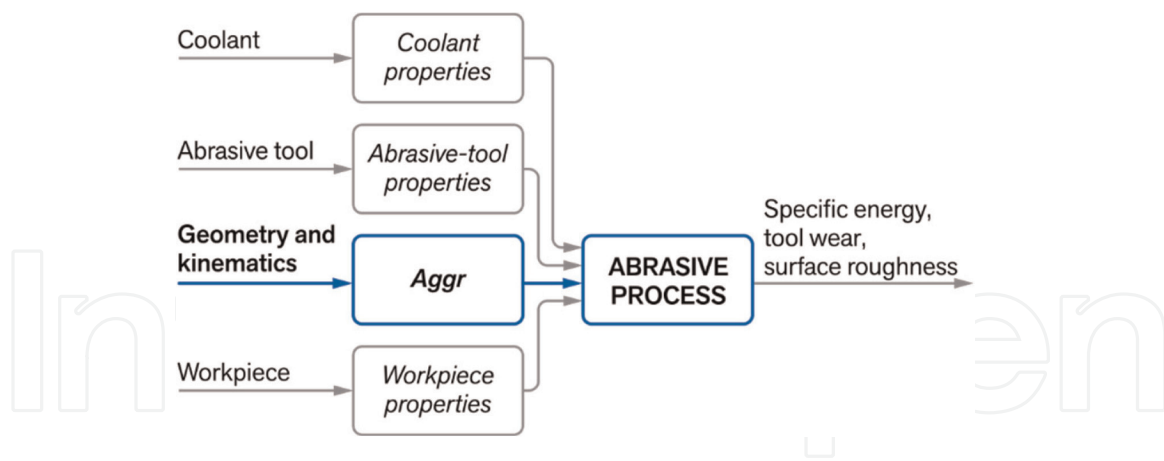 Coolant
Coolant
properties
Abrasive tool
Abrasive-tool
properties
Geometry and
kinematics
Aggr
Workpiece
Workpiece
properties
ABRASIVE
PROCESS
Specific energy,
tool wear,
surface roughness